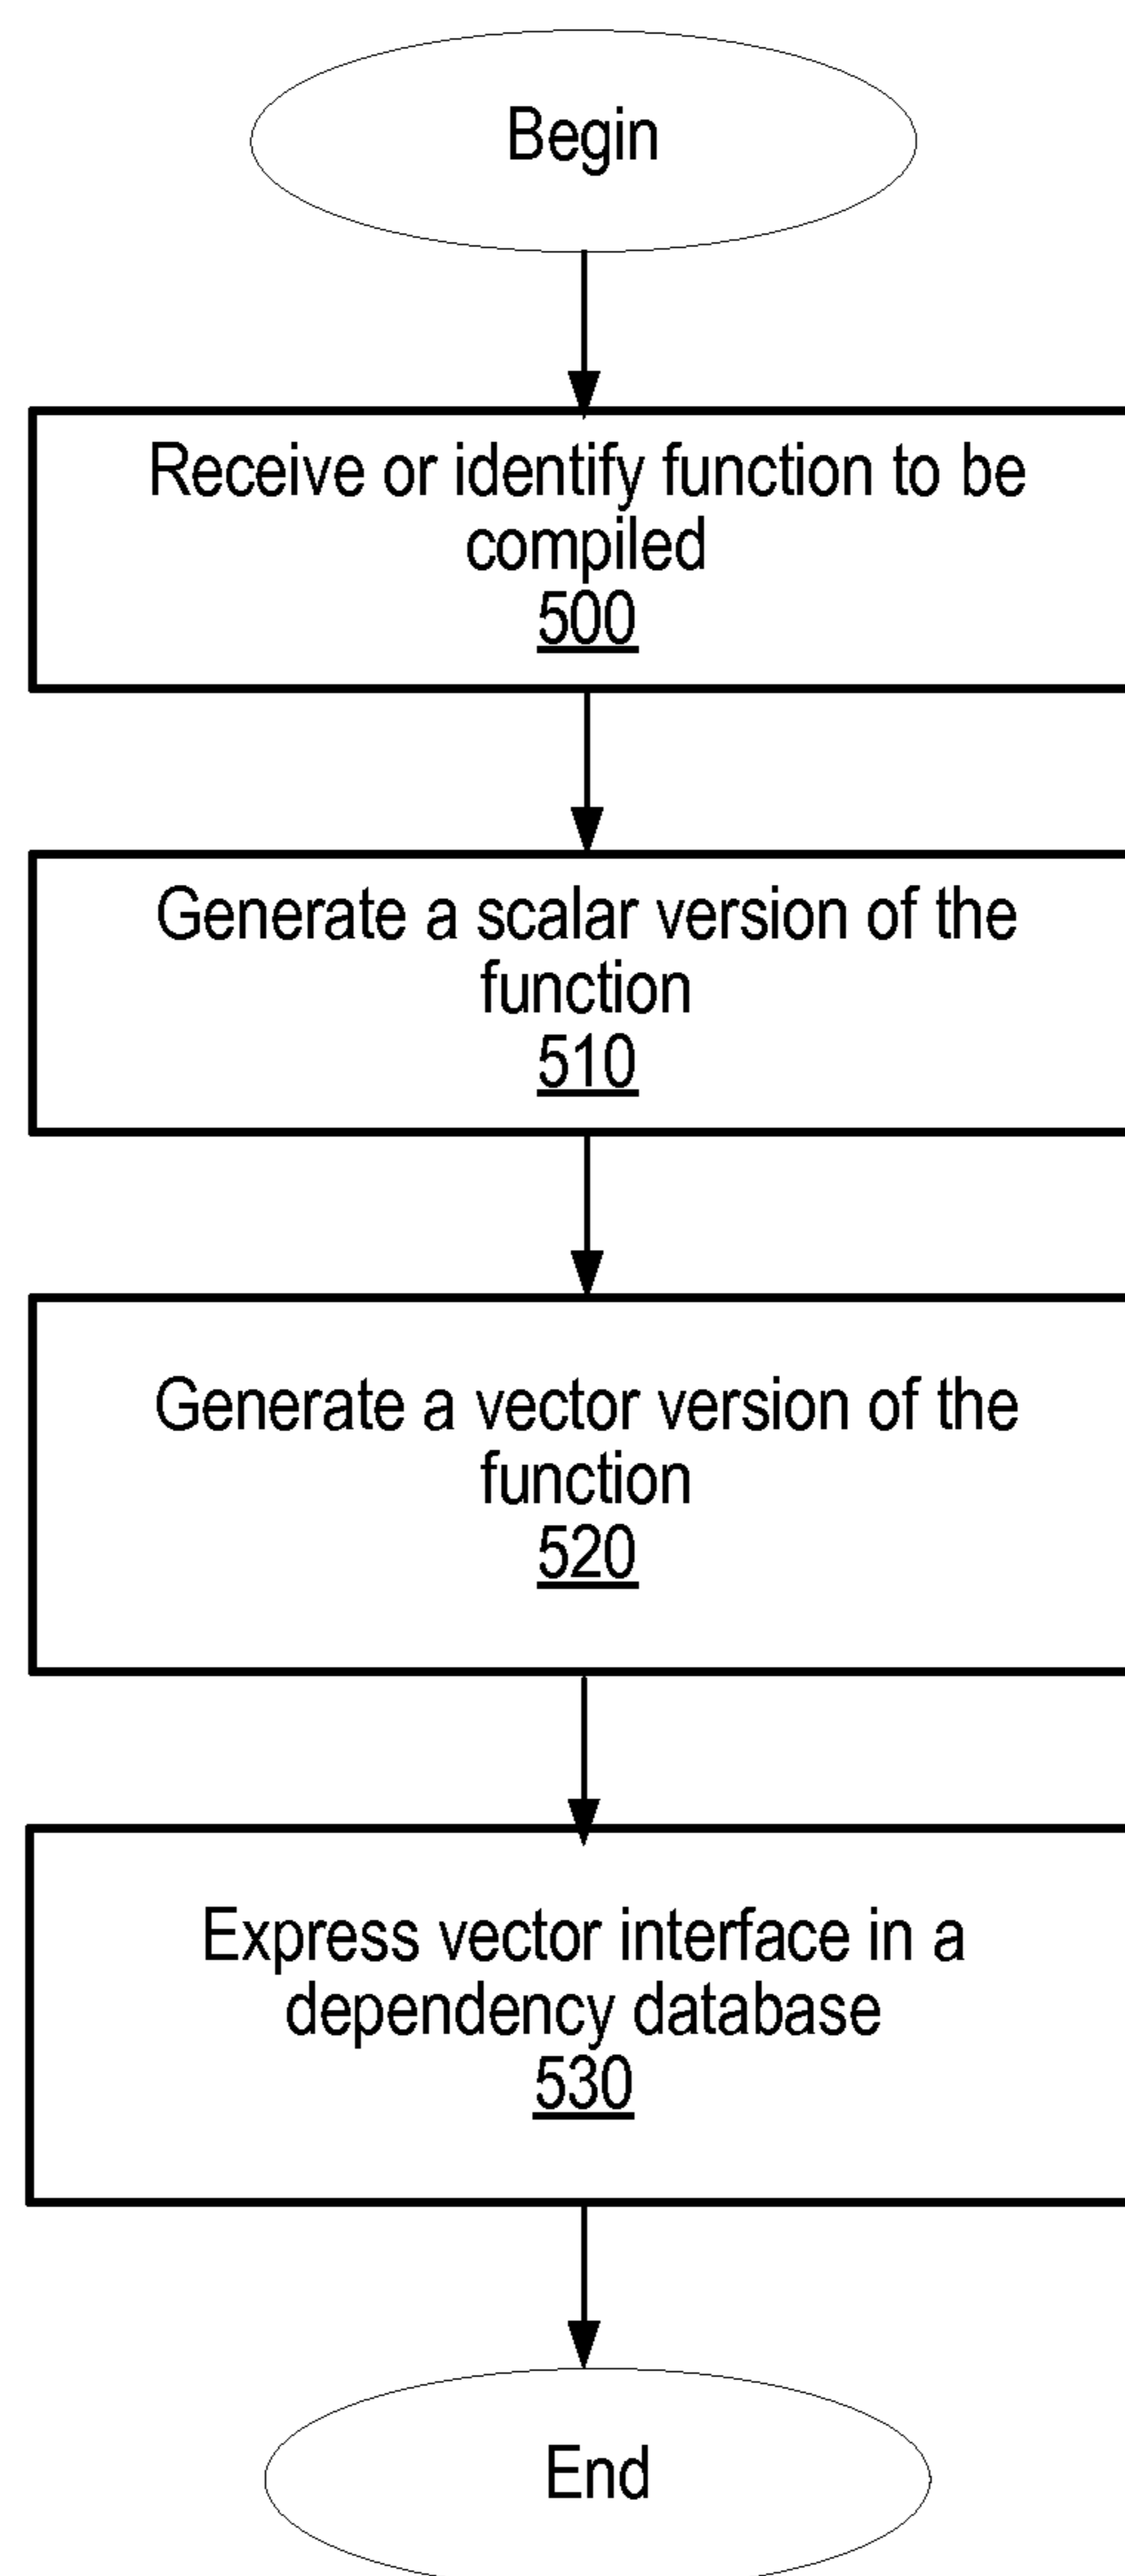 Begin
Receive or identify function to be
compiled
500
Generate a scalar version of the
function
510
Generate a vector version of the
function
520
Express vector interface in a
dependency database
530
End